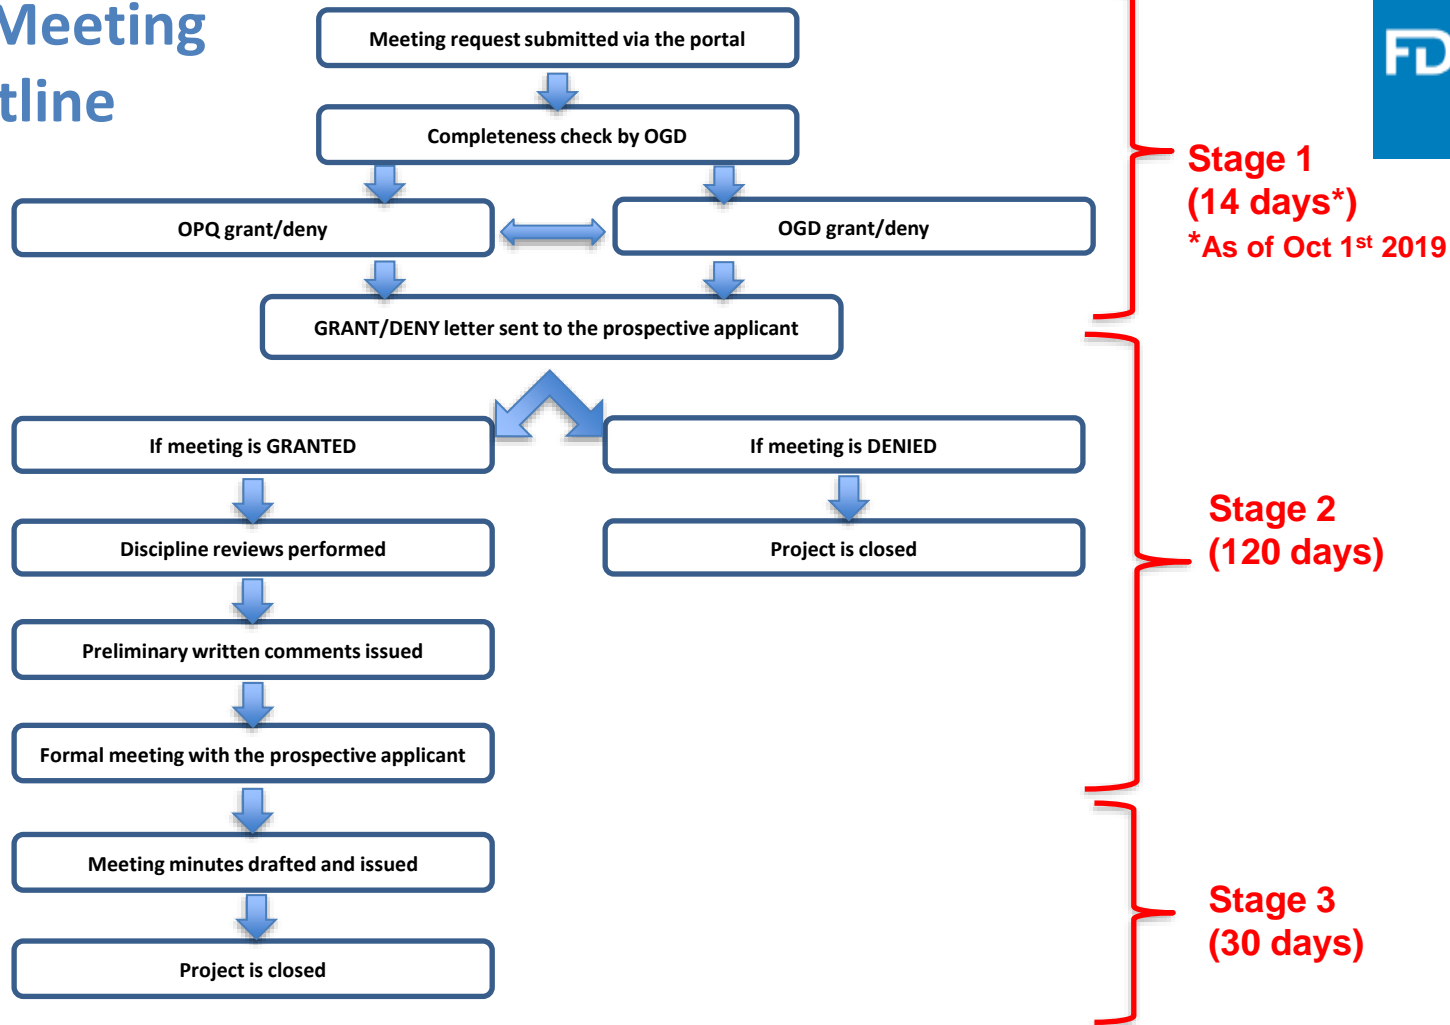 Meeting
tline
FD
Meeting request submitted via the portal
Completeness check by OGD
OPQ grant/deny
OGD grant/deny
GRANT/DENY letter sent to the prospective applicant
Stage 1
(14 days*)
*As of Oct 1st 2019
If meeting is GRANTED
If meeting is DENIED
Discipline reviews performed
Project is closed
Preliminary written comments issued
Formal meeting with the prospective applicant
Stage 2
(120 days)
Meeting minutes drafted and issued
Project is closed
Stage 3
(30 days)